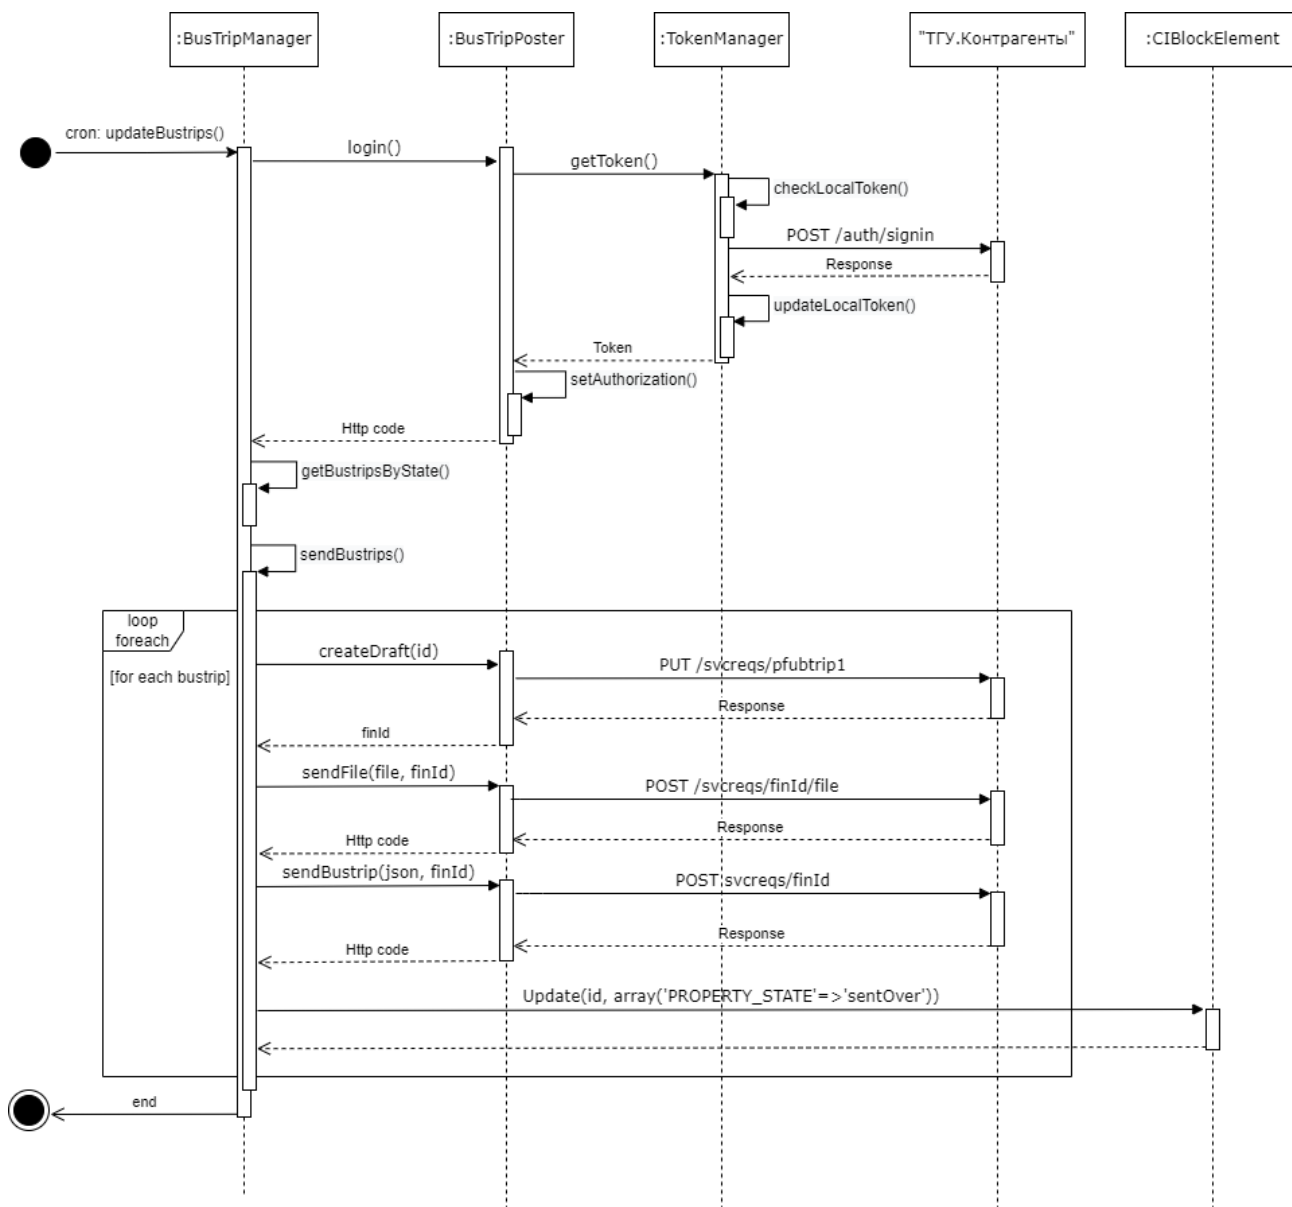 :BusTripManager
:BusTripPoster
:TokenManager
"ТГУ.Контрагенты"
:CIBlockElement
cron: updateBustrips()
login()
getToken()
checkLocalToken()
POST /auth/signin
Response
updateLocalToken()
Token
setAuthorization()
Http code
getBustripsByState()
sendBustrips()
loop
foreach
[for each bustrip]
createDraft(id)
PUT /svcreqs/pfubtrip1
Response
finId
sendFile(file, finId)
POST /svcreqs/finId/file
Response
Http code
sendBustrip(json, finId)
POST svcreqs/finId
Response
Http code
Update(id, array('PROPERTY_STATE'=>'sentOver'))
end